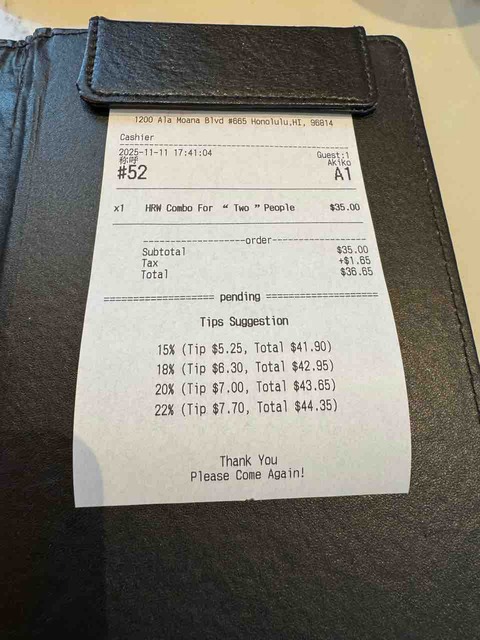 1200 Ala Moana Blvd #665 Honolulu,HI, 96814
Cashier
2025-11-11 17:41:04 Guest:1
称呼 Akiko
#52 A1
x1 HRW Combo For “ Two ” People $35.00
order
Subtotal $35.00
Tax +$1.65
Total $36.65
pending
Tips Suggestion
15% (Tip $5.25, Total $41.90)
18% (Tip $6.30, Total $42.95)
20% (Tip $7.00, Total $43.65)
22% (Tip $7.70, Total $44.35)
Thank You
Please Come Again!